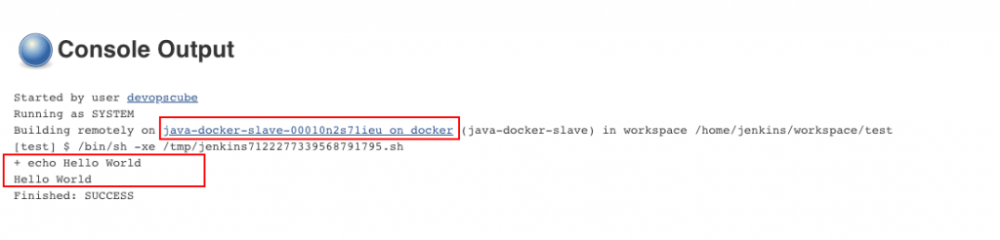 Console Output
Started by user devopscube
Running as SYSTEM
Building remotely on java-docker-slave-00010n2s71ieu on docker (java-docker-slave) in workspace /home/jenkins/workspace/test
[test] $ /bin/sh -xe /tmp/jenkins7122277339568791795.sh
+ echo Hello World
Hello World
Finished: SUCCESS